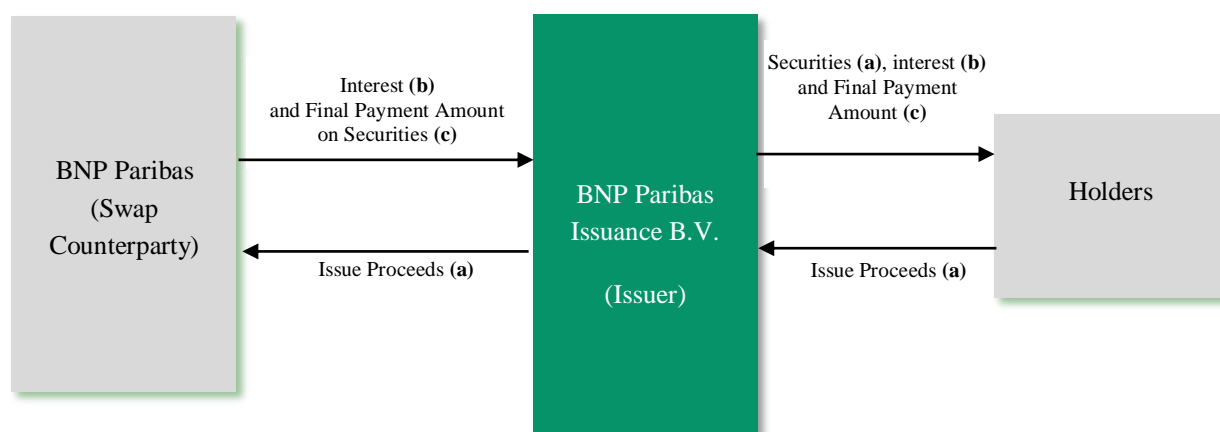 BNP Paribas
(Swap
Counterparty)
Interest (b)
and Final Payment Amount
on Securities (c)
Issue Proceeds (a)
BNP Paribas
Issuance B.V.
(Issuer)
Securities (a), interest (b)
and Final Payment
Amount (c)
Issue Proceeds (a)
Holders